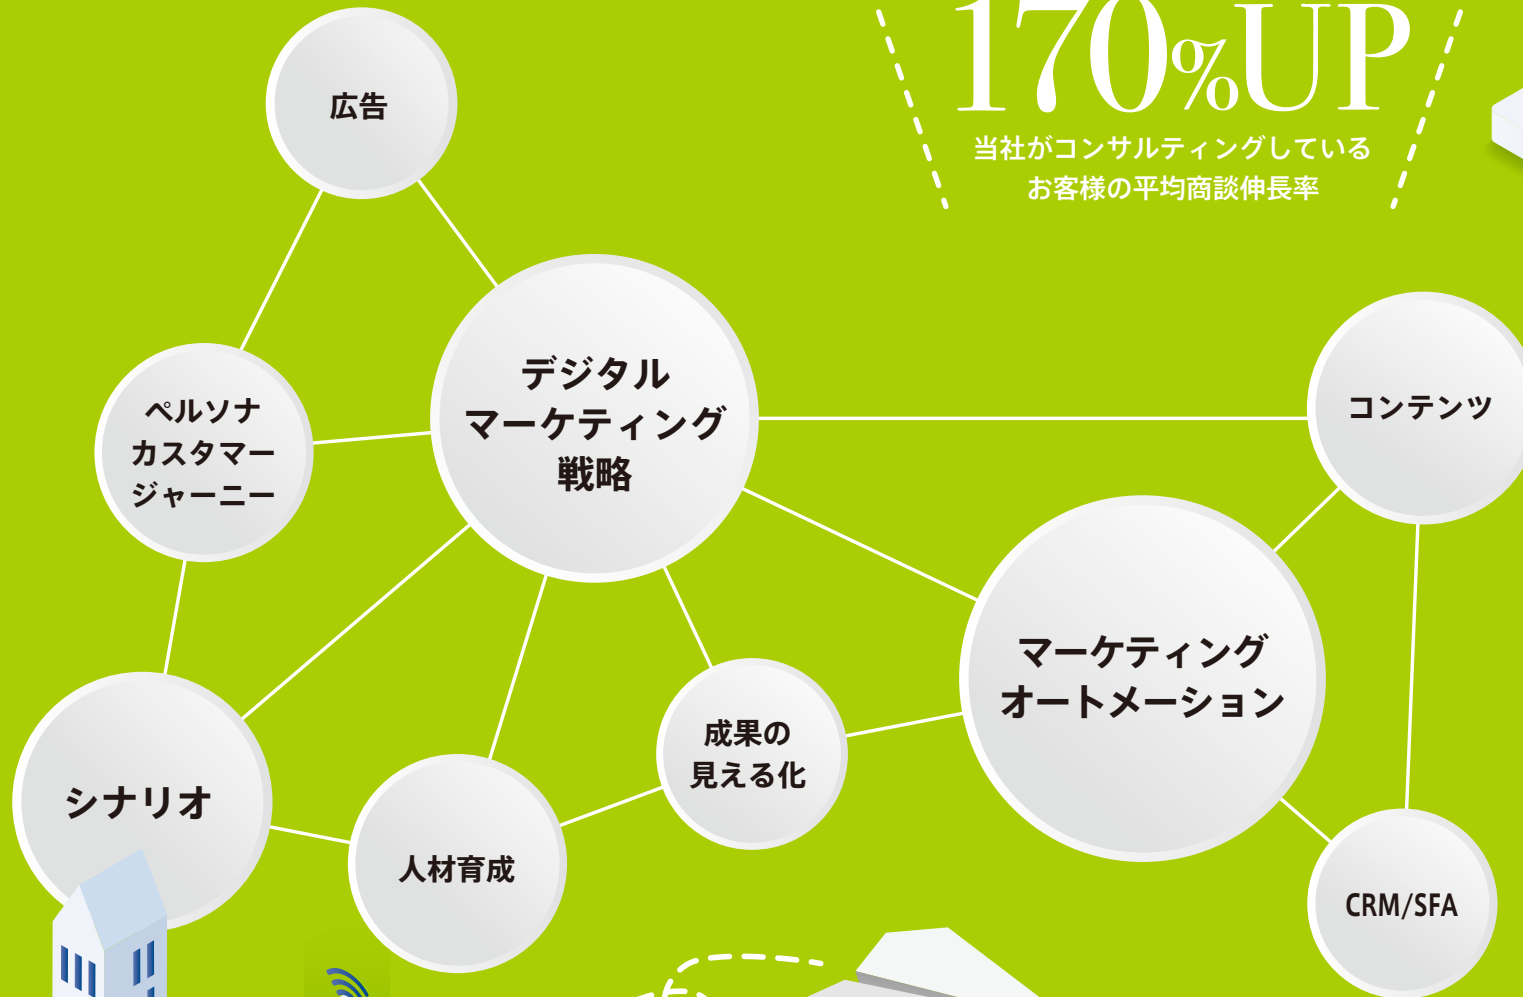 170%UP
当社がコンサルティングしている
お客様の平均商談伸長率
広告
デジタル
マーケティング
戦略
ペルソナ
カスタマー
ジャーニー
コンテンツ
マーケティング
オートメーション
成果の
見える化
シナリオ
人材育成
CRM/SFA